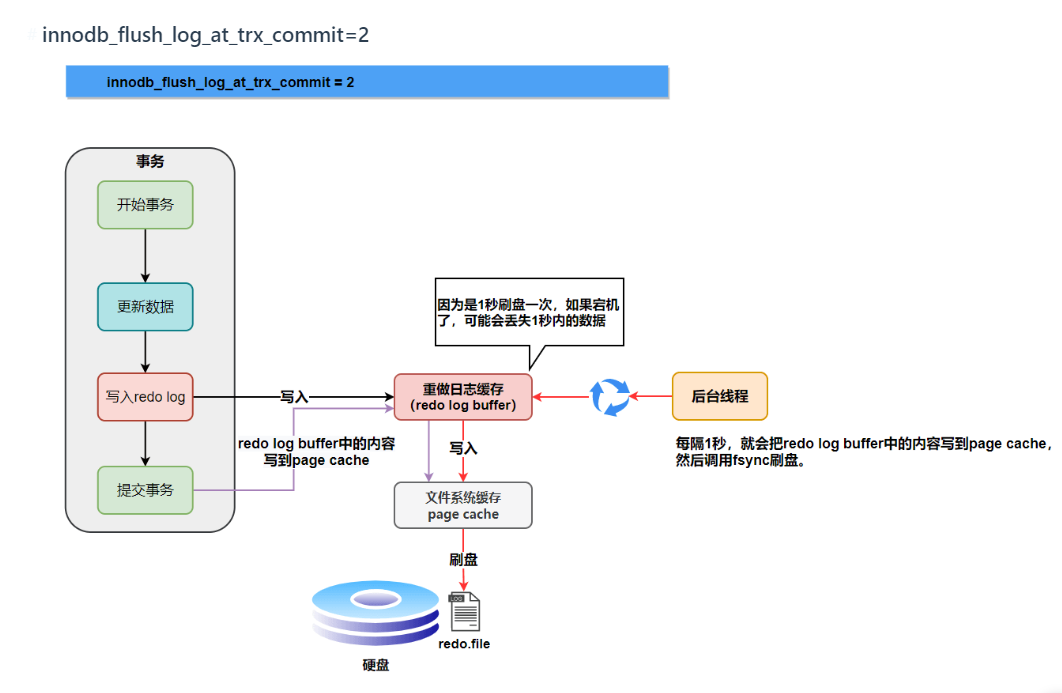 # innodb_flush_log_at_trx_commit=2
innodb_flush_log_at_trx_commit = 2
事务
开始事务
更新数据
写入redo log
提交事务
写入
redo log buffer中的内容
写到page cache
因为是1秒刷盘一次，如果宕机
了，可能会丢失1秒内的数据
重做日志缓存
(redo log buffer)
后台线程
每隔1秒，就会把redo log buffer中的内容写到page cache，
然后调用fsync刷盘。
写入
文件系统缓存
page cache
刷盘
LOG
redo.file
硬盘